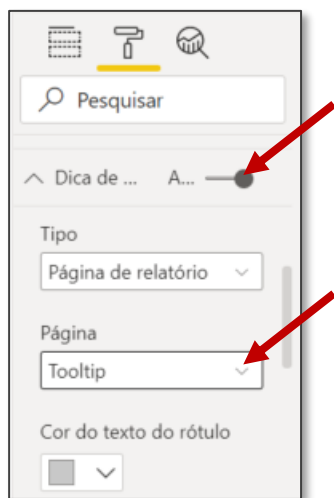 Pesquisar
Dica de ... A...
Tipo
Página de relatório
Página
Tooltip
Cor do texto do rótulo